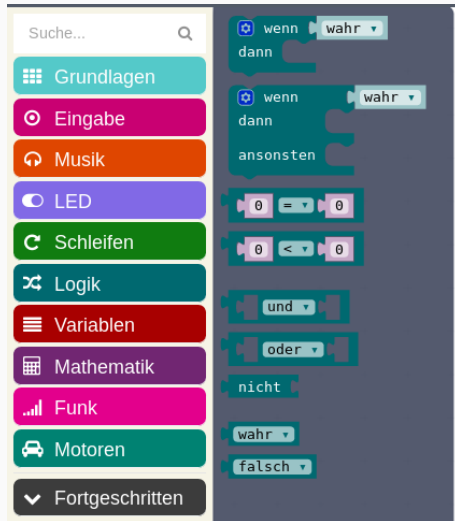 Suche...
Grundlagen
Eingabe
Musik
LED
Schleifen
Logik
Variablen
Mathematik
Funk
Motoren
Fortgeschritten
wenn wahr
dann
wenn wahr
dann
ansonsten
0 = 0
0 < 0
und
oder
nicht
wahr
falsch